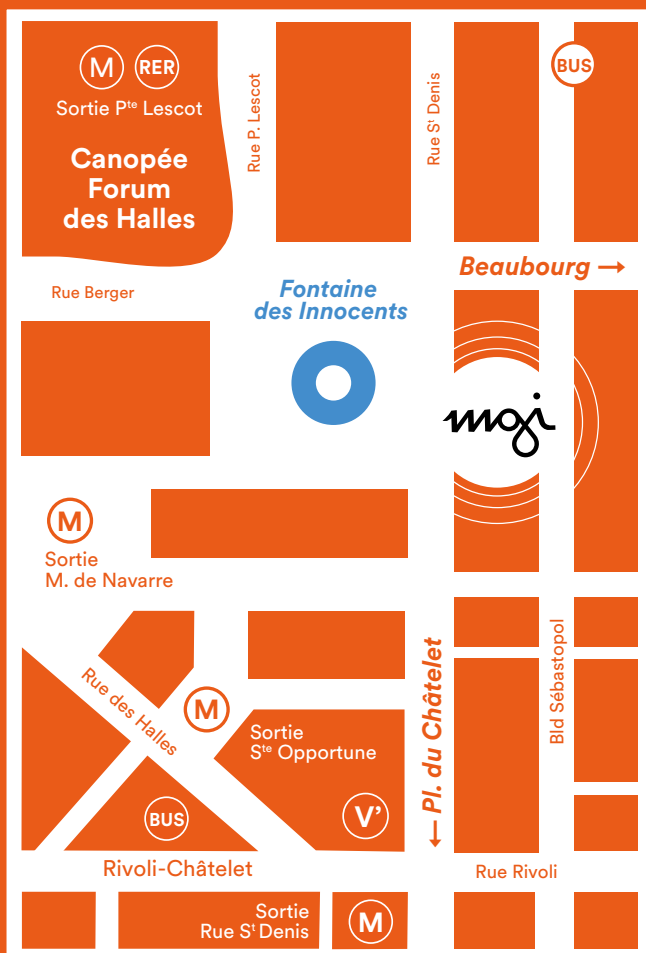 M RER
Sortie Pte Lescot
Canopée
Forum
des Halles
Rue P. Lescot
Rue St Denis
BUS
Beaubourg →
Rue Berger
Fontaine
des Innocents
moji
M
Sortie
M. de Navarre
Rue des Halles
M
Sortie
Ste Opportune
V'
BUS
← Pl. du Châtelet
Bld Sébastopol
Rivoli-Châtelet
Rue Rivoli
Sortie
Rue St Denis
M